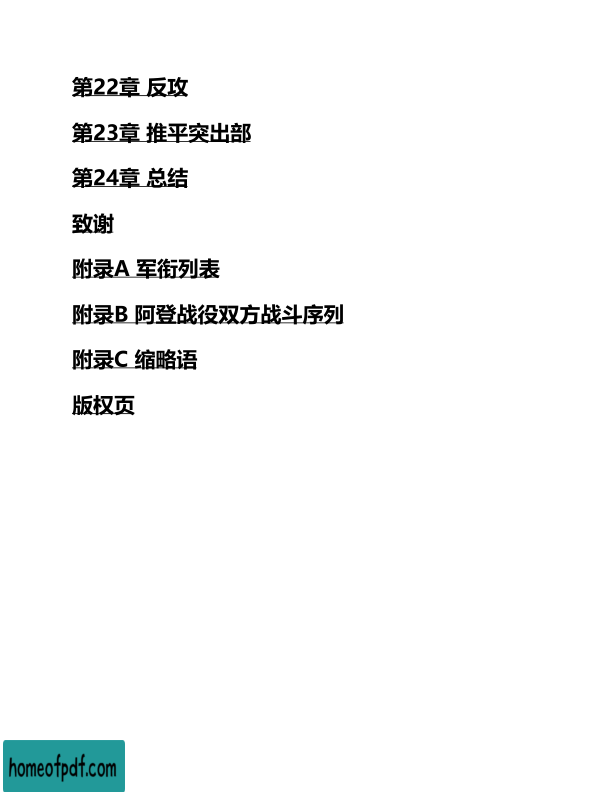 第22章 反攻
第23章 推平突出部
第24章 总结
致谢
附录A 军衔列表
附录B 阿登战役双方战斗序列
附录C 缩略语
版权页
homeofpdf.com